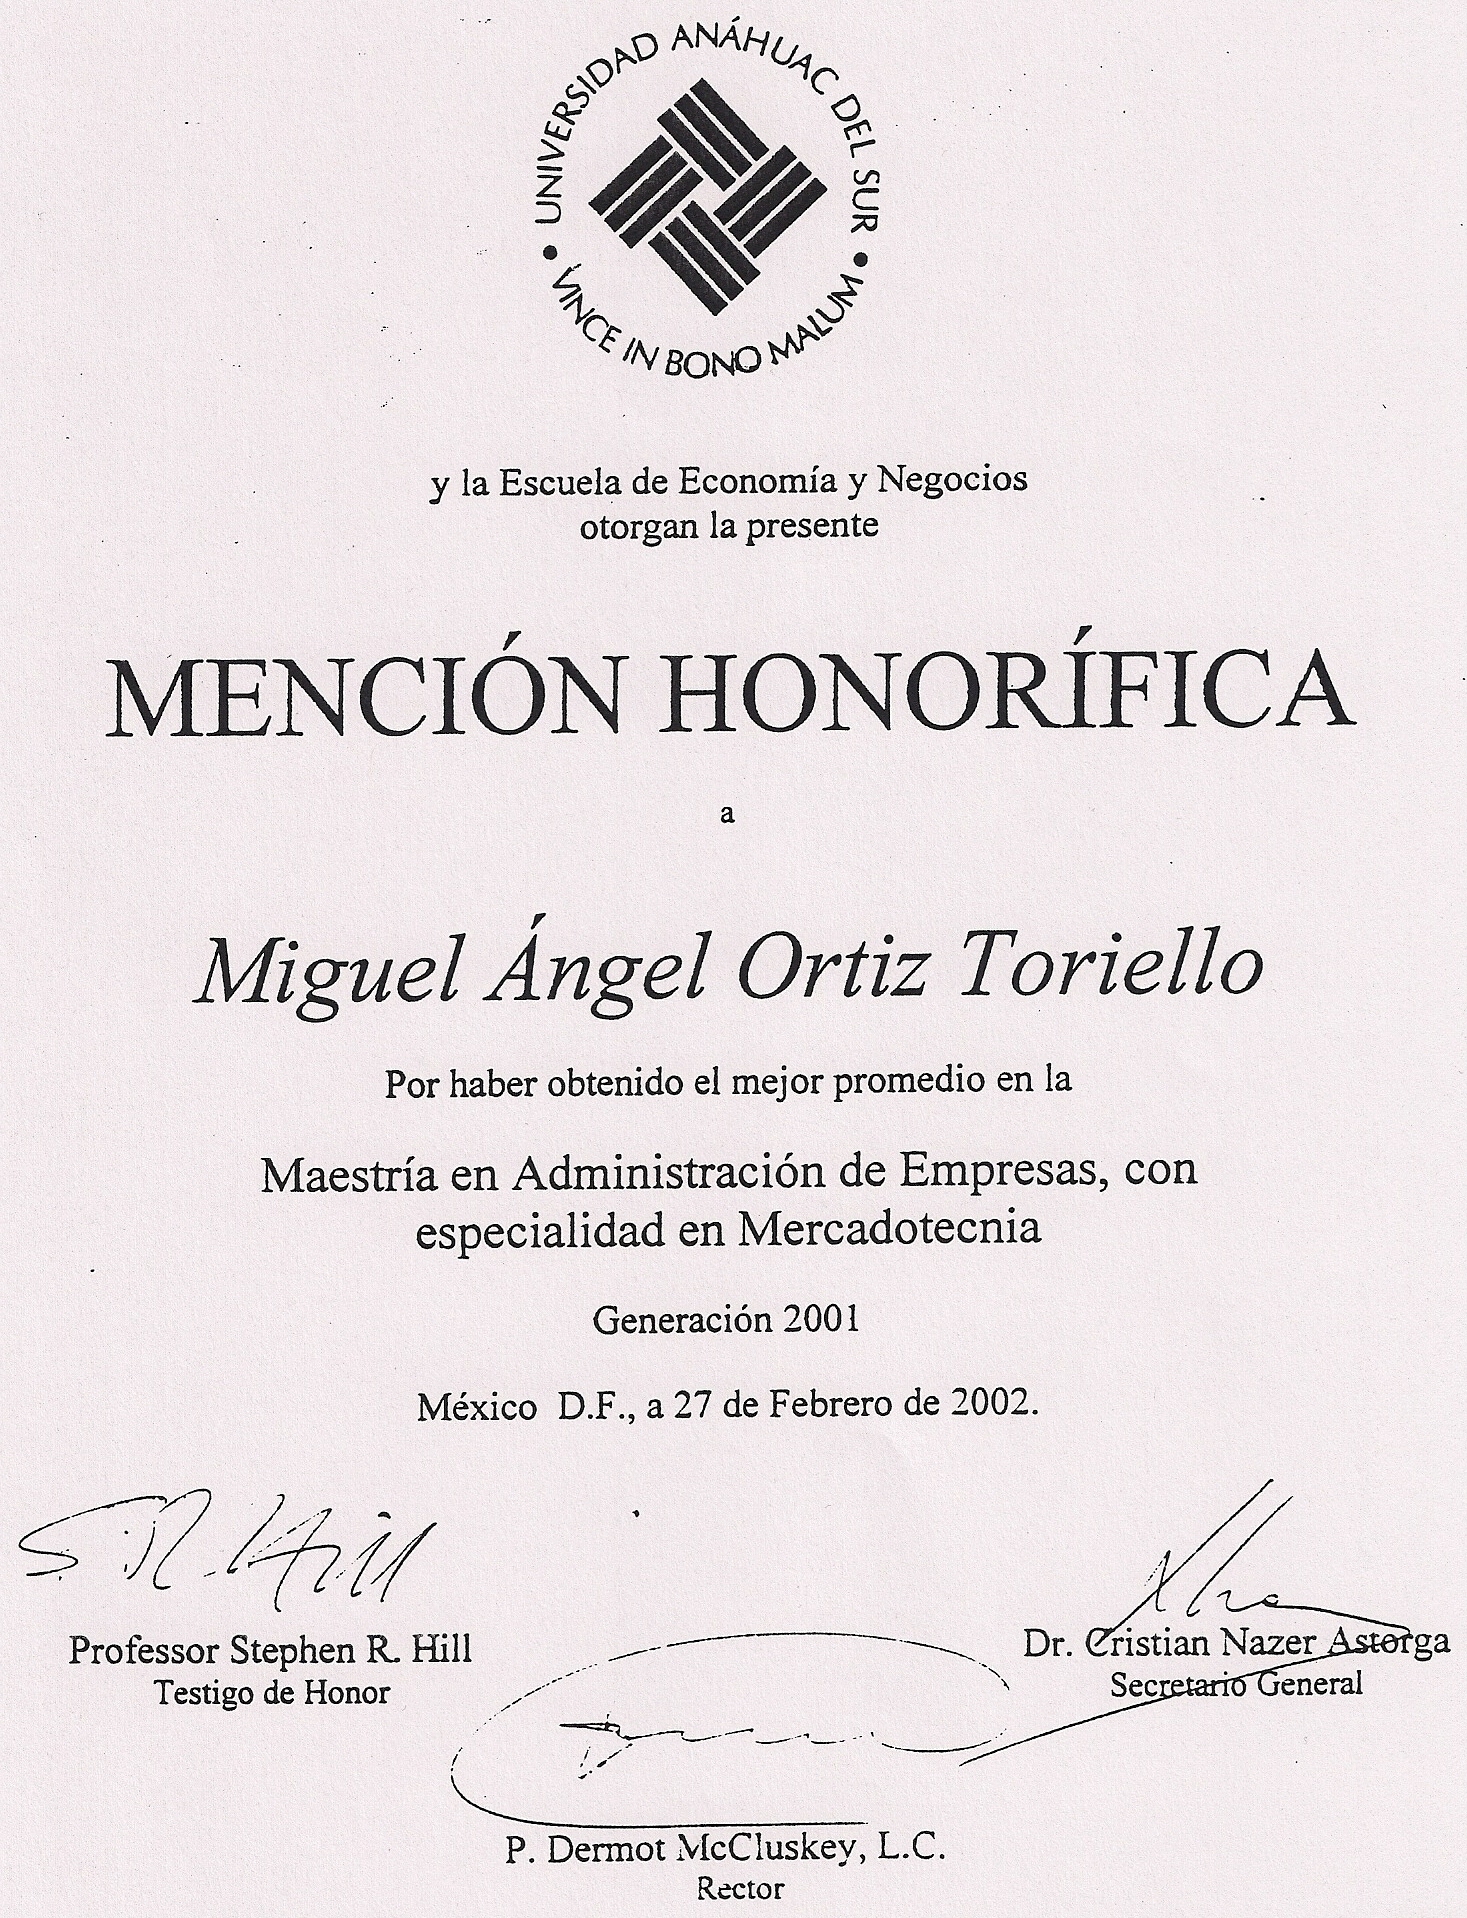 UNIVERSIDAD ANÁHUAC DEL SUR
• VINCE IN BONO MALUM •
y la Escuela de Economía y Negocios
otorgan la presente
MENCIÓN HONORÍFICA
a
Miguel Ángel Ortiz Toriello
Por haber obtenido el mejor promedio en la
Maestría en Administración de Empresas, con
especialidad en Mercadotecnia
Generación 2001
México D.F., a 27 de Febrero de 2002.
S. R. Hill
Professor Stephen R. Hill
Testigo de Honor
Dr. Cristian Nazer Astorga
Secretario General
P. Dermot McCluskey, L.C.
Rector